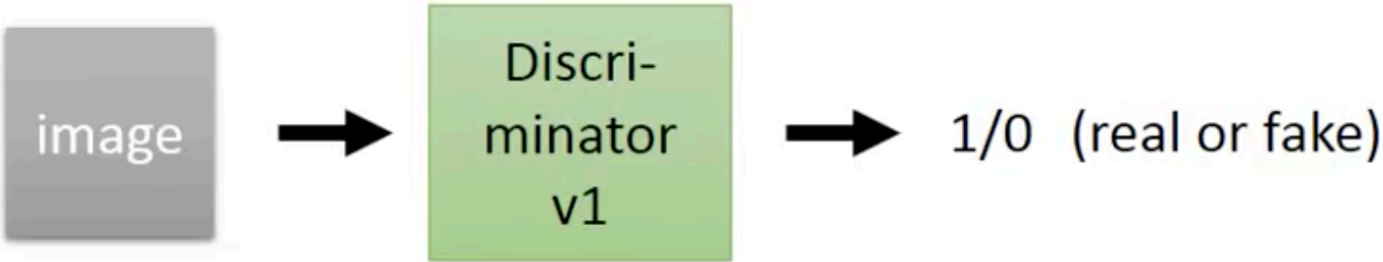 image
Discri-
minator
v1
1/0 (real or fake)